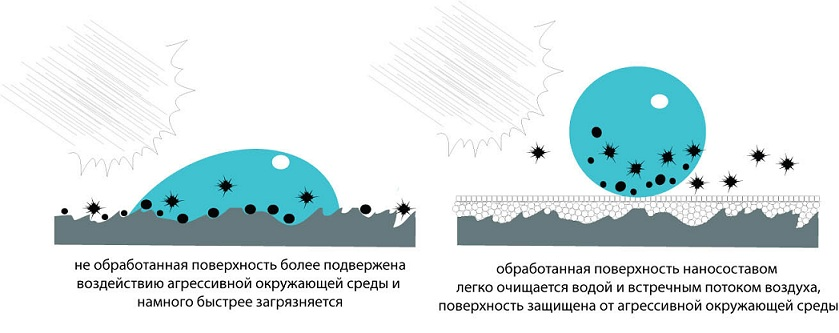 не обработанная поверхность более подвержена
воздействию агрессивной окружающей среды и
намного быстрее загрязняется
обработанная поверхность наносоставом
легко очищается водой и встречным потоком воздуха,
поверхность защищена от агрессивной окружающей среды